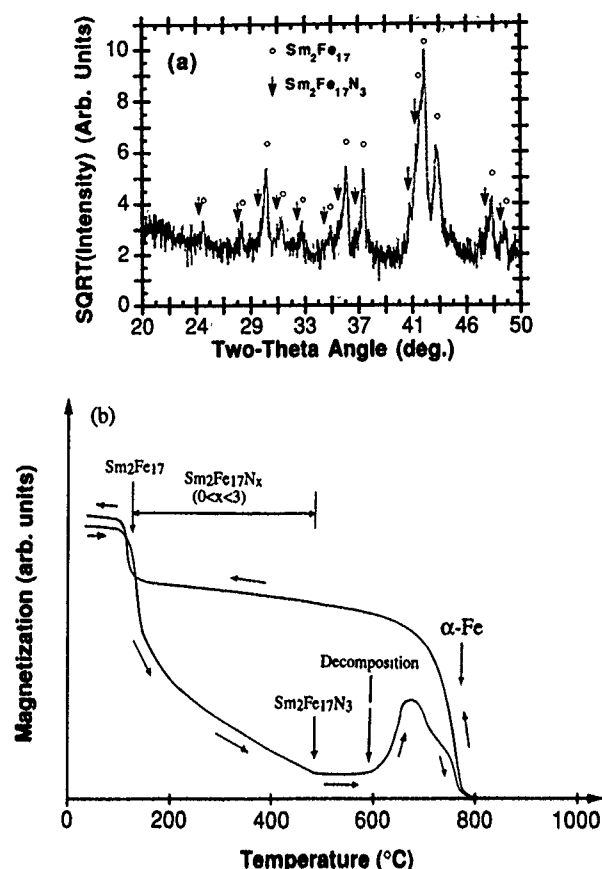 (a)
○ Sm₂Fe₁₇
↓ Sm₂Fe₁₇N₃
SQRT(Intensity) (Arb. Units)
10
8
6
4
2
0
20 24 29 33 37 41 46 50
Two-Theta Angle (deg.)
(b)
Sm₂Fe₁₇
Sm₂Fe₁₇Nₓ
(0<x<3)
α-Fe
Decomposition
Sm₂Fe₁₇N₃
Magnetization (arb. units)
0 200 400 600 800 1000
Temperature (°C)